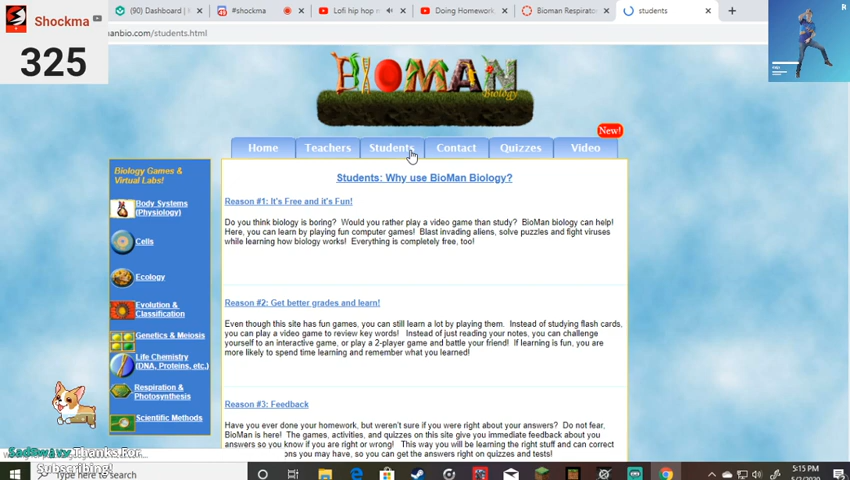 Shockma
325
(90) Dashboard |
#shockma
Lofi hip hop m
Doing Homework,
Bioman Respirato
students
anbio.com/students.html
R
BIOMAN
Biology
New!
Home
Teachers
Students
Contact
Quizzes
Video
Biology Games &
Virtual Labs!
Body Systems
(Physiology)
Cells
Ecology
Evolution &
Classification
Genetics & Meiosis
Life Chemistry
(DNA, Proteins, etc.)
Respiration &
Photosynthesis
Scientific Methods
Students: Why use BioMan Biology?
Reason #1: It's Free and it's Fun!
Do you think biology is boring? Would you rather play a video game than study? BioMan biology can help!
Here, you can learn by playing fun computer games! Blast invading aliens, solve puzzles and fight viruses
while learning how biology works! Everything is completely free, too!
Reason #2: Get better grades and learn!
Even though this site has fun games, you can still learn a lot by playing them. Instead of studying flash cards,
you can play a video game to review key words! Instead of just reading your notes, you can challenge
yourself to an interactive game, or play a 2-player game and battle your friend! If learning is fun, you are
more likely to spend time learning and remember what you learned!
Reason #3: Feedback
Have you ever done your homework, but weren't sure if you were right about your answers? Do not fear,
BioMan is here! The games, activities, and quizzes on this site give you immediate feedback about you
answers so you know if you are right or wrong! This way you will be learning the right stuff and can correct
ons you may have, so you can get the answers right on quizzes and tests!
Thanks For
Subscribing!
Type here to search
5:15 PM